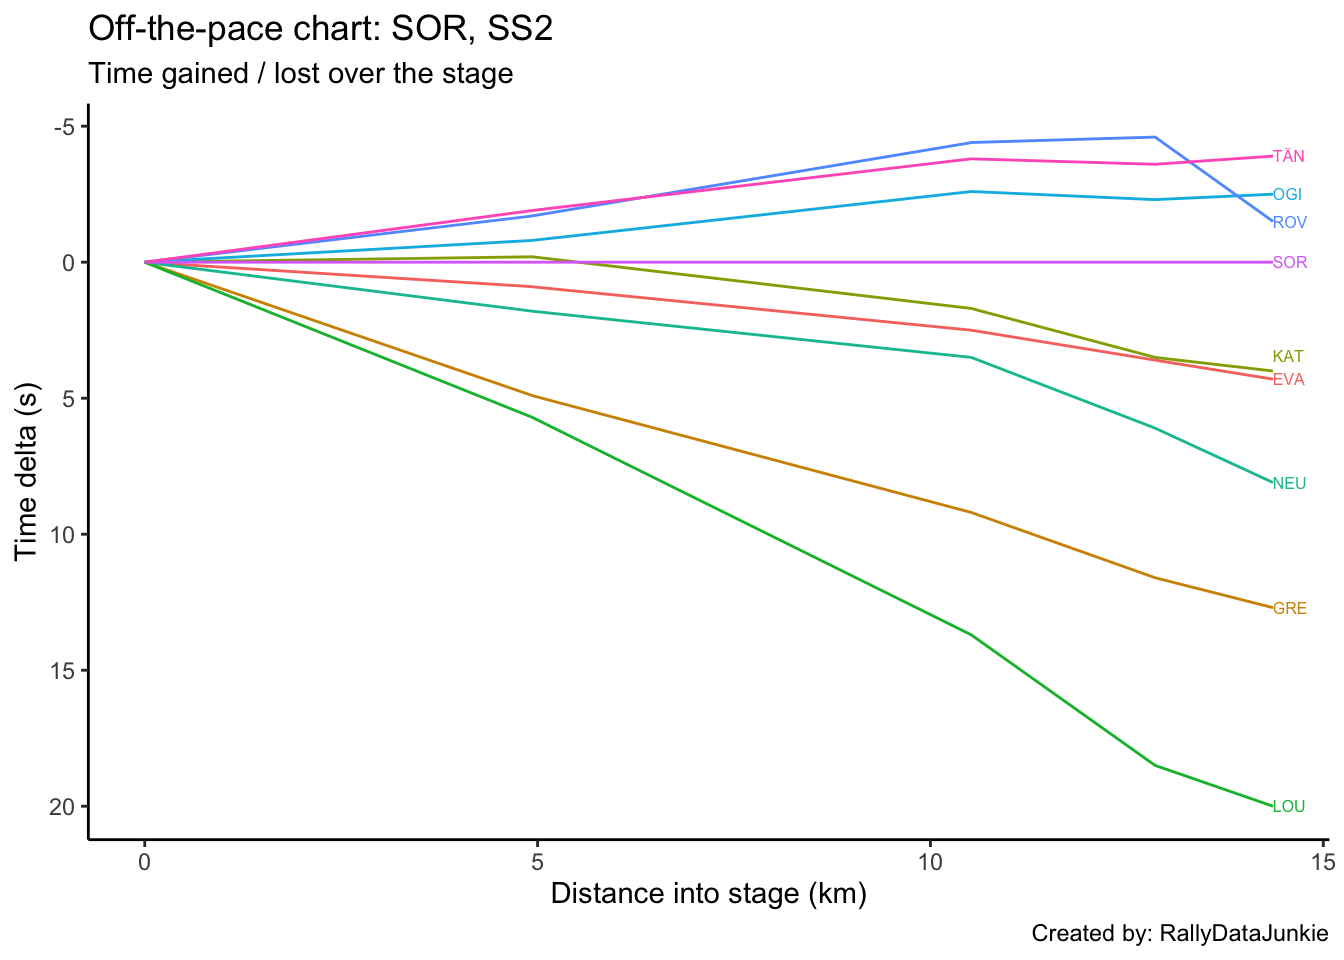 Off-the-pace chart: SOR, SS2
Time gained / lost over the stage
-5
0
5
10
15
20
Time delta (s)
TÄN
OGI
ROV
SOR
KAT
EVA
NEU
GRE
LOU
0 5 10 15
Distance into stage (km)
Created by: RallyDataJunkie